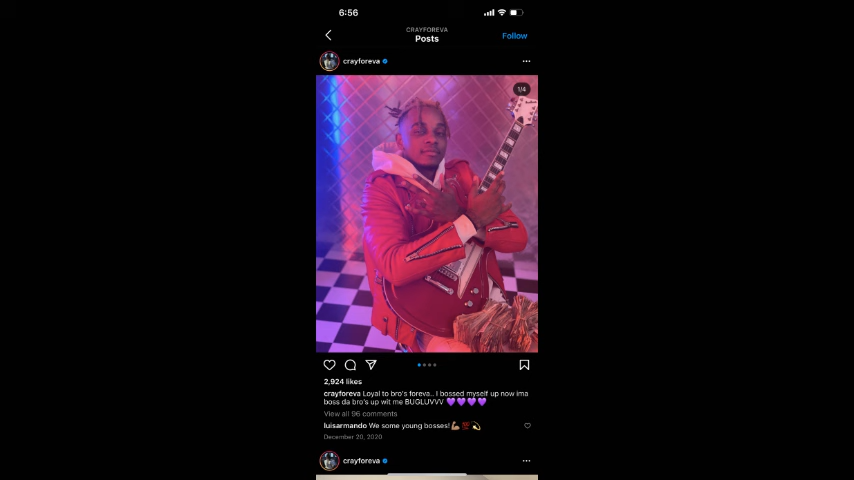 6:56
CRAYFOREVA
Posts
Follow
crayforeva
1/4
2,924 likes
crayforeva Loyal to bro's foreva.. I bossed myself up now ima
boss da bro's up wit me BUGLUVVV 💜💜💜💜
View all 96 comments
luisarmando We some young bosses!💪🏽💯💫
December 20, 2020
crayforeva